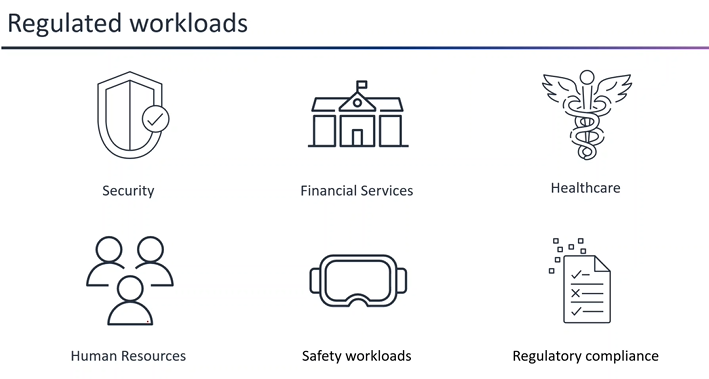 Regulated workloads
Security
Financial Services
Healthcare
Human Resources
Safety workloads
Regulatory compliance